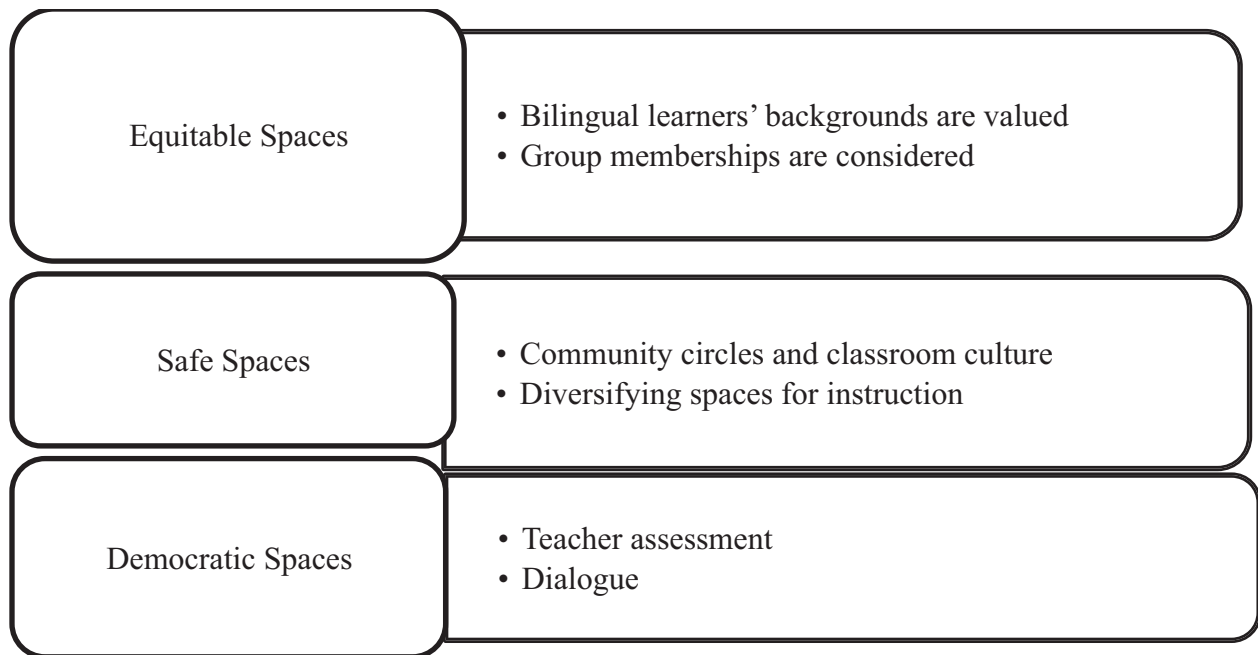 Equitable Spaces
• Bilingual learners’ backgrounds are valued
• Group memberships are considered
Safe Spaces
• Community circles and classroom culture
• Diversifying spaces for instruction
Democratic Spaces
• Teacher assessment
• Dialogue